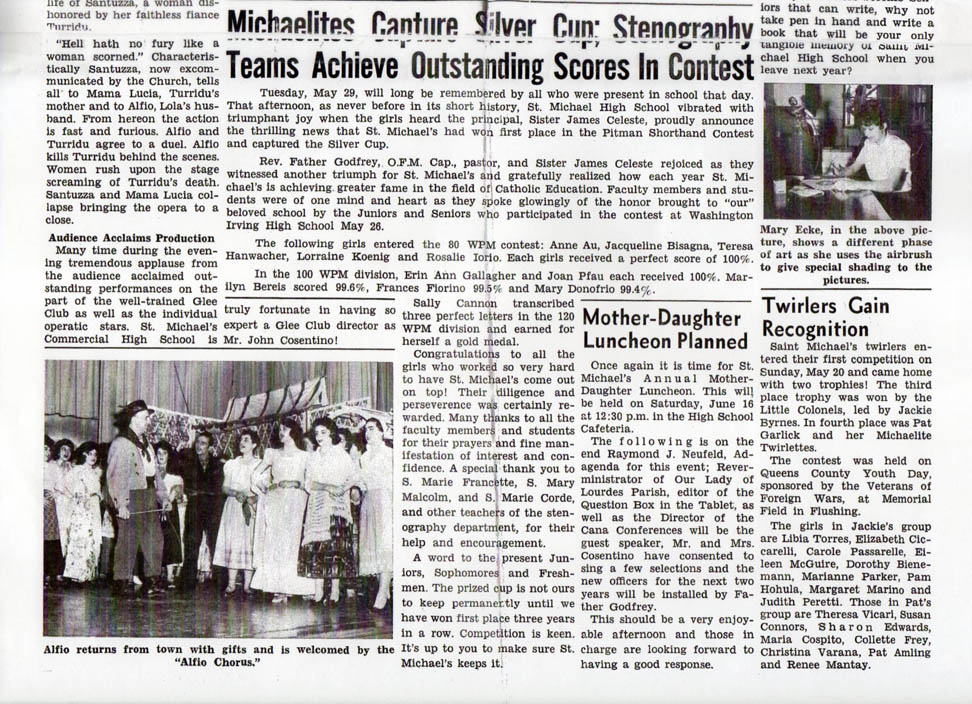 life of Santuzza, a woman dis-
honored by her faithless fiance
Turridu.
"Hell hath no fury like a
woman scorned." Characteris-
tically Santuzza, now excom-
municated by the Church, tells
all to Mama Lucia, Turridu's
mother and to Alfio, Lola's hus-
band. From hereon the action
is fast and furious. Alfio and
Turridu agree to a duel. Alfio
kills Turridu behind the scenes.
Women rush upon the stage
screaming of Turridu's death.
Santuzza and Mama Lucia col-
lapse bringing the opera to a
close.
Audience Acclaims Production
Many time during the even-
ing tremendous applause from
the audience acclaimed out-
standing performances on the
part of the well-trained Glee
Club as well as the individual
operatic stars. St. Michael's
Commercial High School is
truly fortunate in having so
expert a Glee Club director as
Mr. John Cosentino!
Alfio returns from town with gifts and is welcomed by the
"Alfio Chorus."
Michaelites Capture Silver Cup; Stenography
Teams Achieve Outstanding Scores In Contest
Tuesday, May 29, will long be remembered by all who were present in school that day.
That afternoon, as never before in its short history, St. Michael High School vibrated with
triumphant joy when the girls heard the principal, Sister James Celeste, proudly announce
the thrilling news that St. Michael's had won first place in the Pitman Shorthand Contest
and captured the Silver Cup.
Rev. Father Godfrey, O.F.M. Cap., pastor, and Sister James Celeste rejoiced as they
witnessed another triumph for St. Michael's and gratefully realized how each year St. Mi-
chael's is achieving greater fame in the field of Catholic Education. Faculty members and stu-
dents were of one mind and heart as they spoke glowingly of the honor brought to "our"
beloved school by the Juniors and Seniors who participated in the contest at Washington
Irving High School May 26.
The following girls entered the 80 WPM contest: Anne Au, Jacqueline Bisagna, Teresa
Hanwacher, Lorraine Koenig and Rosalie Iorio. Each girls received a perfect score of 100%.
In the 100 WPM division, Erin Ann Gallagher and Joan Pfau each received 100%. Mar-
ilyn Bereis scored 99.6%, Frances Fiorino 99.5% and Mary Donofrio 99.4%.
Sally Cannon transcribed
three perfect letters in the 120
WPM division and earned for
herself a gold medal.
Congratulations to all the
girls who worked so very hard
to have St. Michael's come out
on top! Their diligence and
perseverence was certainly re-
warded. Many thanks to all the
faculty members and students
for their prayers and fine man-
ifestation of interest and con-
fidence. A special thank you to
S. Marie Francette, S. Mary
Malcolm, and S. Marie Corde,
and other teachers of the sten-
ography department, for their
help and encouragement.
A word to the present Jun-
iors, Sophomores and Fresh-
men. The prized cup is not ours
to keep permanently until we
have won first place three years
in a row. Competition is keen.
It's up to you to make sure St.
Michael's keeps it.
Mother-Daughter
Luncheon Planned
Once again it is time for St.
Michael's Annual Mother-
Daughter Luncheon. This will
be held on Saturday, June 16
at 12:30 p.m. in the High School
Cafeteria.
The following is on the
end Raymond J. Neufeld, Ad-
agenda for this event; Rever-
ministrator of Our Lady of
Lourdes Parish, editor of the
Question Box in the Tablet, as
well as the Director of the
Cana Conferences will be the
guest speaker, Mr. and Mrs.
Cosentino have consented to
sing a few selections and the
new officers for the next two
years will be installed by Fa-
ther Godfrey.
This should be a very enjoy-
able afternoon and those in
charge are looking forward to
having a good response.
iors that can write, why not
take pen in hand and write a
book that will be your only
tangible memory of Saint Mi-
chael High School when you
leave next year?
Mary Ecke, in the above pic-
ture, shows a different phase
of art as she uses the airbrush
to give special shading to the
pictures.
Twirlers Gain
Recognition
Saint Michael's twirlers en-
tered their first competition on
Sunday, May 20 and came home
with two trophies! The third
place trophy was won by the
Little Colonels, led by Jackie
Byrnes. In fourth place was Pat
Garlick and her Michaelite
Twirlettes.
The contest was held on
Queens County Youth Day,
sponsored by the Veterans of
Foreign Wars, at Memorial
Field in Flushing.
The girls in Jackie's group
are Libia Torres, Elizabeth Cic-
carelli, Carole Passarelle, Ei-
leen McGuire, Dorothy Biene-
mann, Marianne Parker, Pam
Hohula, Margaret Marino and
Judith Peretti. Those in Pat's
group are Theresa Vicari, Susan
Connors, Sharon Edwards,
Maria Cospito, Collette Frey,
Christina Varana, Pat Amling
and Renee Mantay.